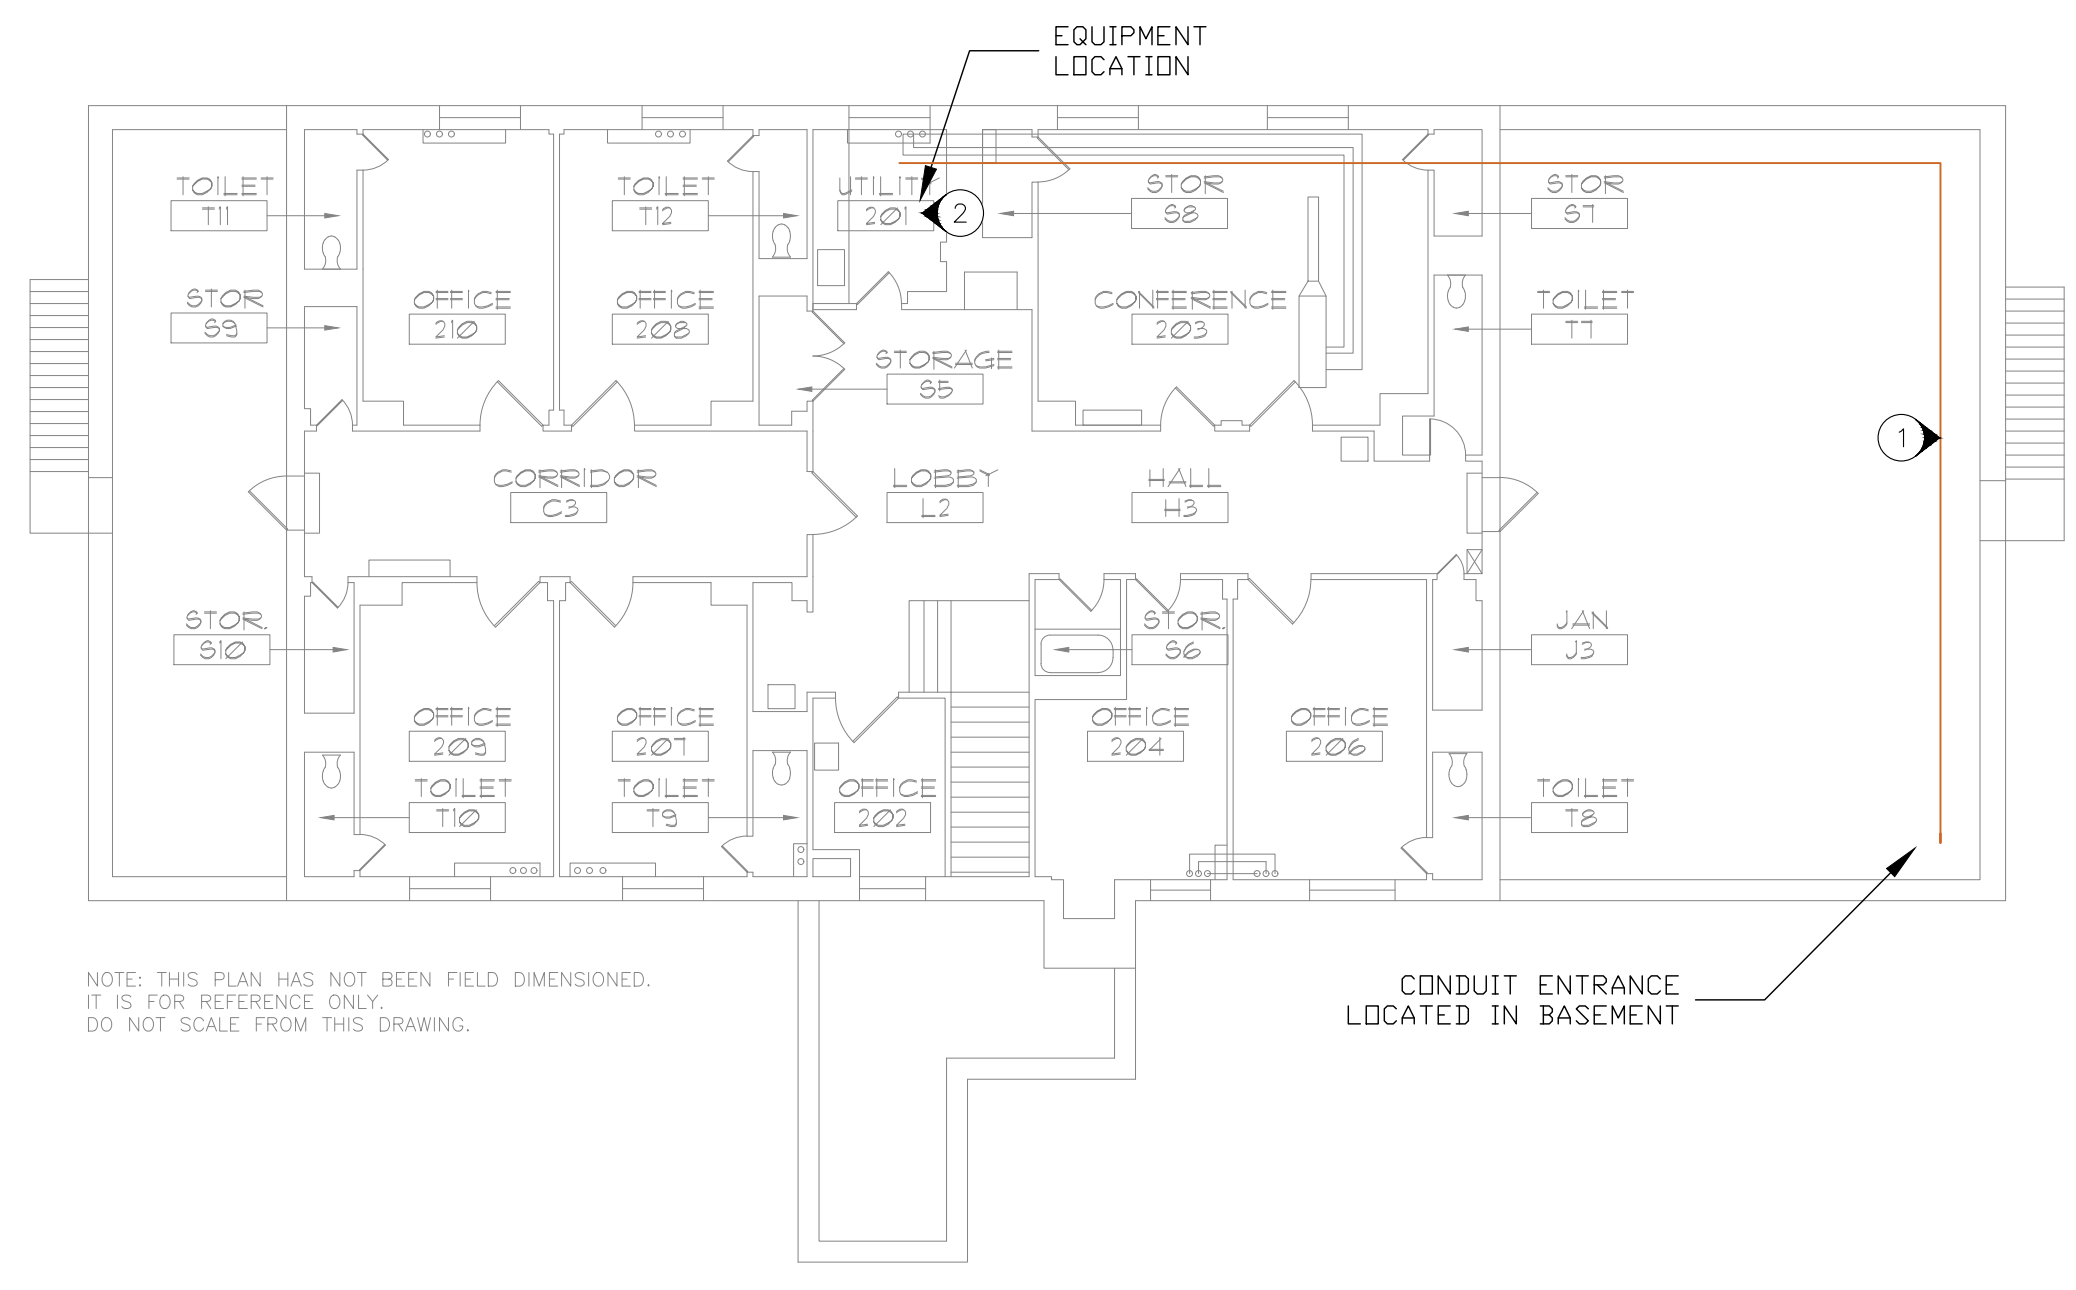 EQUIPMENT
LOCATION
TOILET
T11
TOILET
T12
UTILITY
201
2
STOR
S8
STOR
S7
STOR
S9
OFFICE
210
OFFICE
208
CONFERENCE
203
TOILET
T7
STORAGE
S5
1
CORRIDOR
C3
LOBBY
L2
HALL
H3
STOR.
S10
STOR.
S6
JAN
J3
OFFICE
209
OFFICE
207
OFFICE
204
OFFICE
206
TOILET
T10
TOILET
T9
OFFICE
202
TOILET
T8
NOTE: THIS PLAN HAS NOT BEEN FIELD DIMENSIONED.
IT IS FOR REFERENCE ONLY.
DO NOT SCALE FROM THIS DRAWING.
CONDUIT ENTRANCE
LOCATED IN BASEMENT